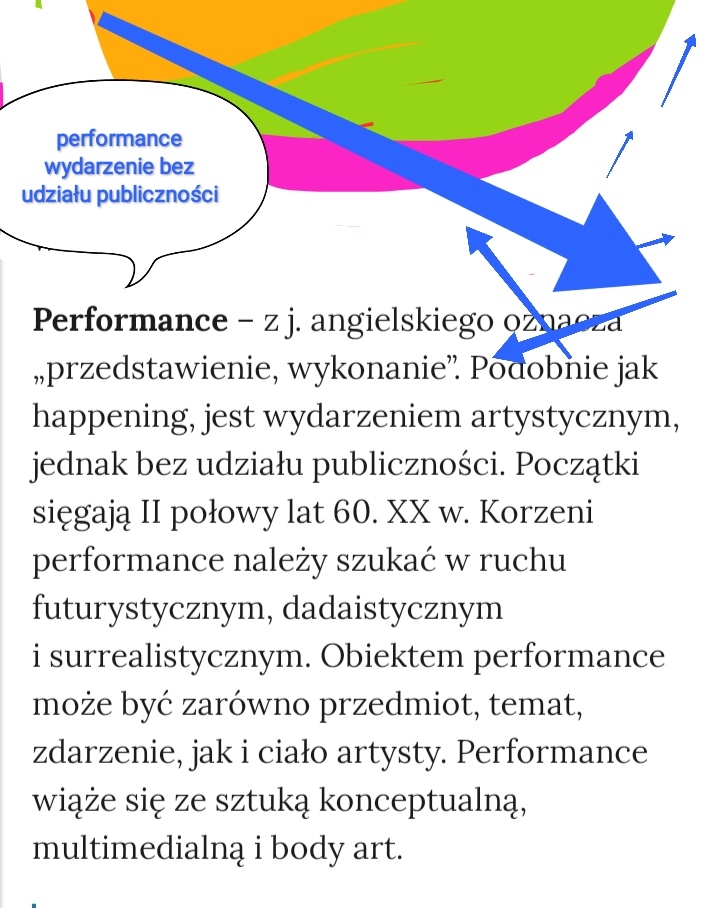 performance
wydarzenie bez
udziału publiczności
Performance – z j. angielskiego oznacza
„przedstawienie, wykonanie”. Podobnie jak
happening, jest wydarzeniem artystycznym,
jednak bez udziału publiczności. Początki
sięgają II połowy lat 60. XX w. Korzeni
performance należy szukać w ruchu
futurystycznym, dadaistycznym
i surrealistycznym. Obiektem performance
może być zarówno przedmiot, temat,
zdarzenie, jak i ciało artysty. Performance
wiąże się ze sztuką konceptualną,
multimedialną i body art.